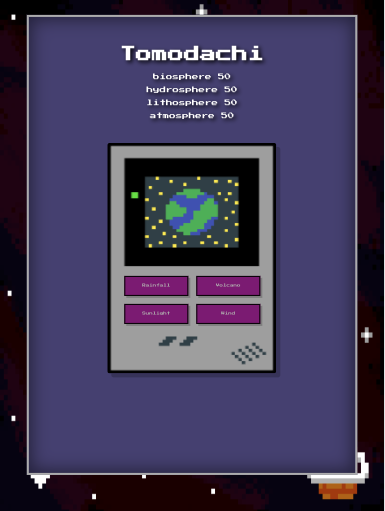 Tomodachi
biosphere 50
hydrosphere 50
lithosphere 50
atmosphere 50
Rainfall
Volcano
Sunlight
Wind